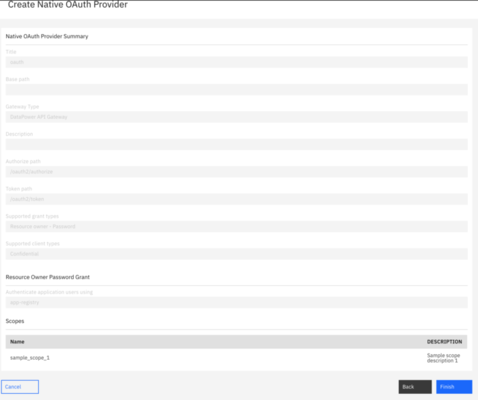 Create Native OAuth Provider
Native OAuth Provider Summary
Title
oauth
Base path
Gateway Type
DataPower API Gateway
Description
Authorize path
/oauth2/authorize
Token path
/oauth2/token
Supported grant types
Resource owner - Password
Supported client types
Confidential
Resource Owner Password Grant
Authenticate application users using
app-registry
Scopes
Name DESCRIPTION
sample_scope_1 Sample scope
description 1
Cancel Back Finish